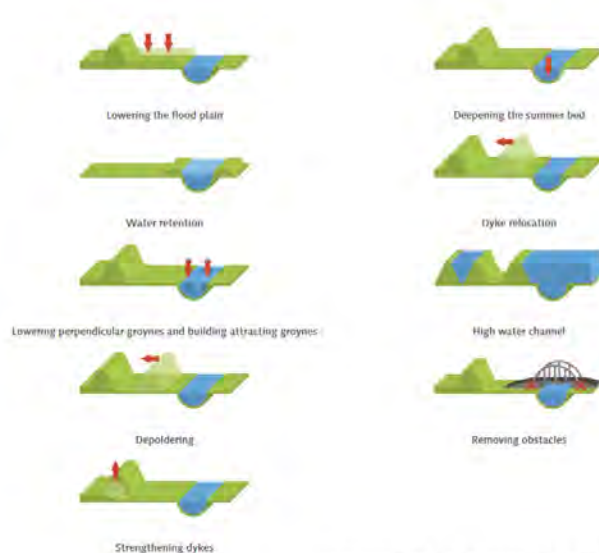 Lowering the flood plain
Deepening the summer bed
Water retention
Dyke relocation
Lowering perpendicular groynes and building attracting groynes
High water channel
Depoldering
Removing obstacles
Strengthening dykes